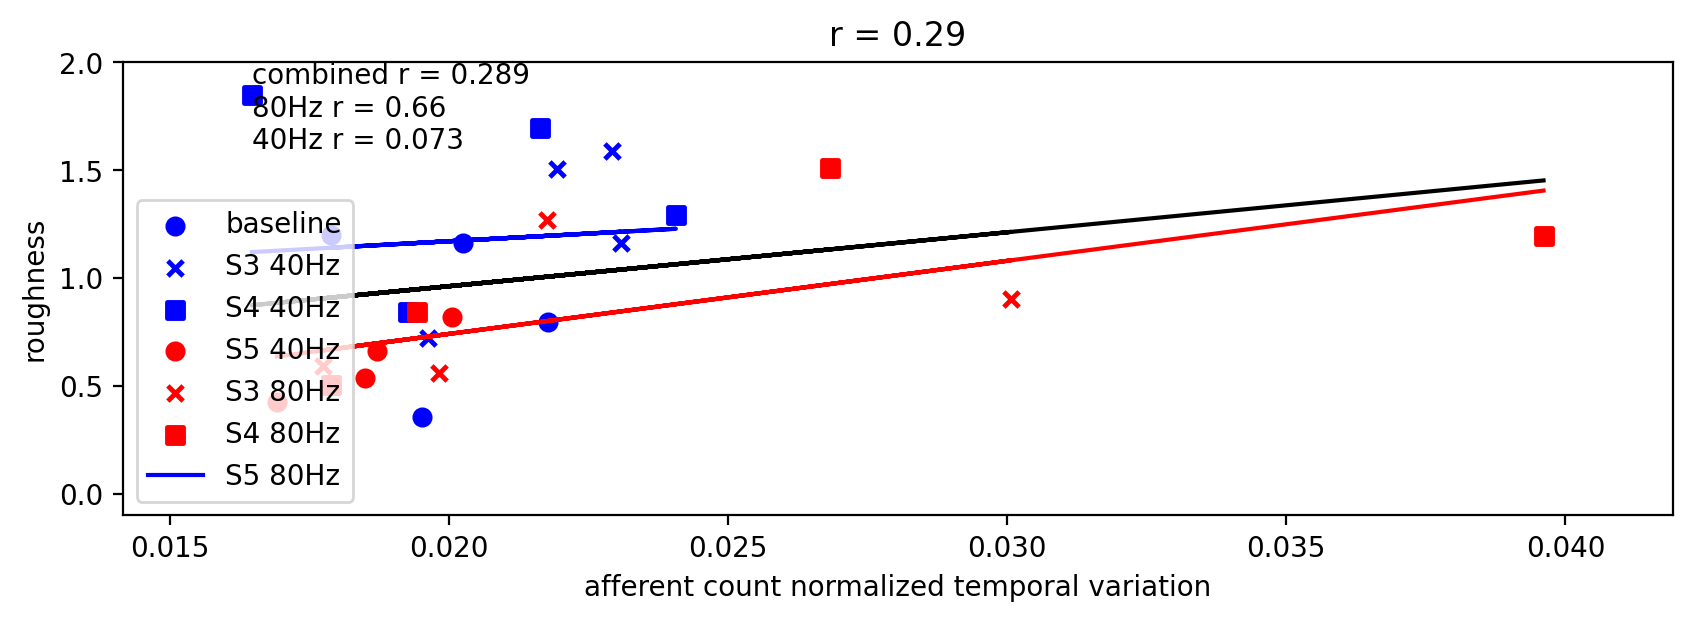 r = 0.29
combined r = 0.289
80Hz r = 0.66
40Hz r = 0.073
2.0
1.5
1.0
0.5
0.0
roughness
baseline
S3 40Hz
S4 40Hz
S5 40Hz
S3 80Hz
S4 80Hz
S5 80Hz
0.015 0.020 0.025 0.030 0.035 0.040
afferent count normalized temporal variation